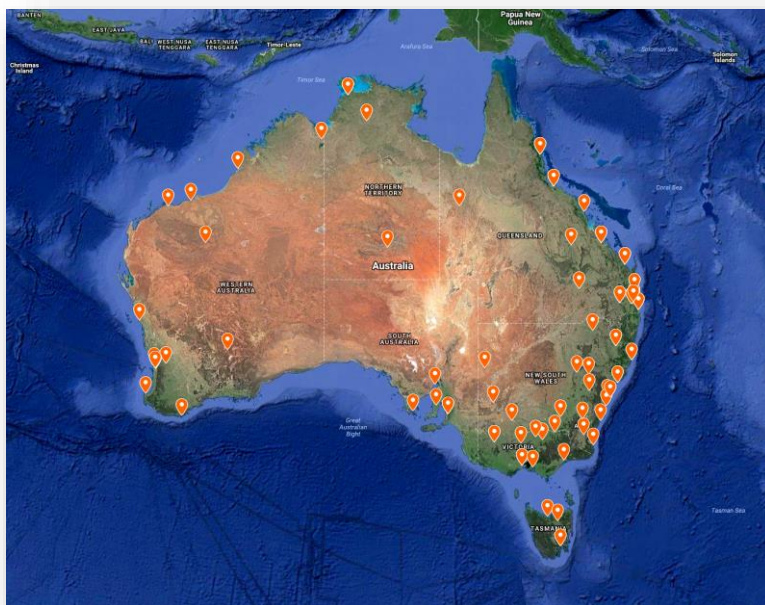 BANTEN
EAST JAVA
BALI
WEST NUSA
TENGGARA
EAST NUSA
TENGGARA
Timor-Leste
Arafura Sea
Papua New
Guinea
Solomon Sea
Solomon
Islands
Christmas
Island
Timor Sea
NORTHERN
TERRITORY
Coral Sea
QUEENSLAND
Australia
WESTERN
AUSTRALIA
SOUTH
AUSTRALIA
NEW SOUTH
WALES
Great
Australian
Bight
VICTORIA
Tasman Sea
TASMANIA